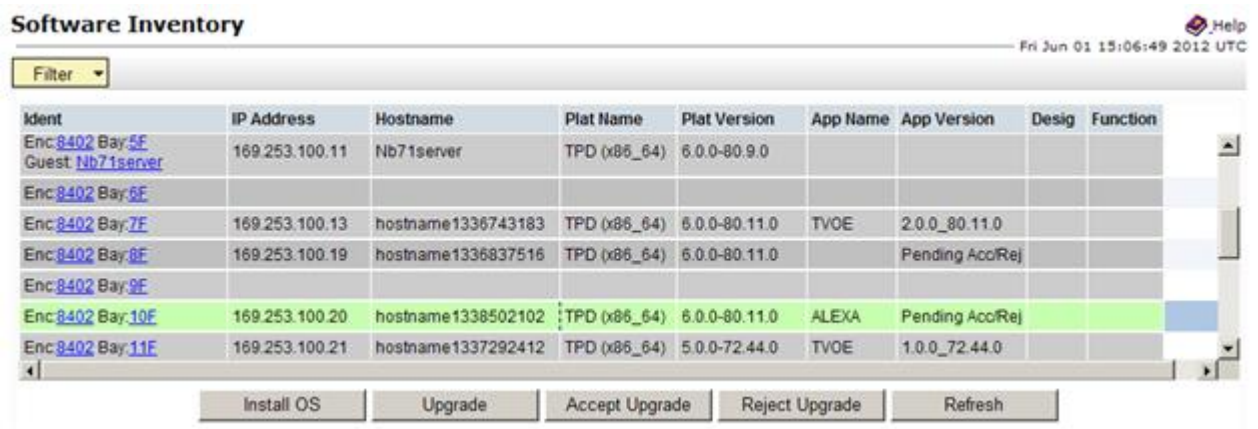 Software Inventory
Help
Fri Jun 01 15:06:49 2012 UTC
Filter
Ident IP Address Hostname Plat Name Plat Version App Name App Version Desig Function
Enc:8402 Bay:5F
Guest: Nb71server 169.253.100.11 Nb71server TPD (x86_64) 6.0.0-80.9.0
Enc:8402 Bay:6F
Enc:8402 Bay:7F 169.253.100.13 hostname1336743183 TPD (x86_64) 6.0.0-80.11.0 TVOE 2.0.0_80.11.0
Enc:8402 Bay:8F 169.253.100.19 hostname1336837516 TPD (x86_64) 6.0.0-80.11.0 Pending Acc/Rej
Enc:8402 Bay:9F
Enc:8402 Bay:10F 169.253.100.20 hostname1338502102 TPD (x86_64) 6.0.0-80.11.0 ALEXA Pending Acc/Rej
Enc:8402 Bay:11F 169.253.100.21 hostname1337292412 TPD (x86_64) 5.0.0-72.44.0 TVOE 1.0.0_72.44.0
Install OS Upgrade Accept Upgrade Reject Upgrade Refresh